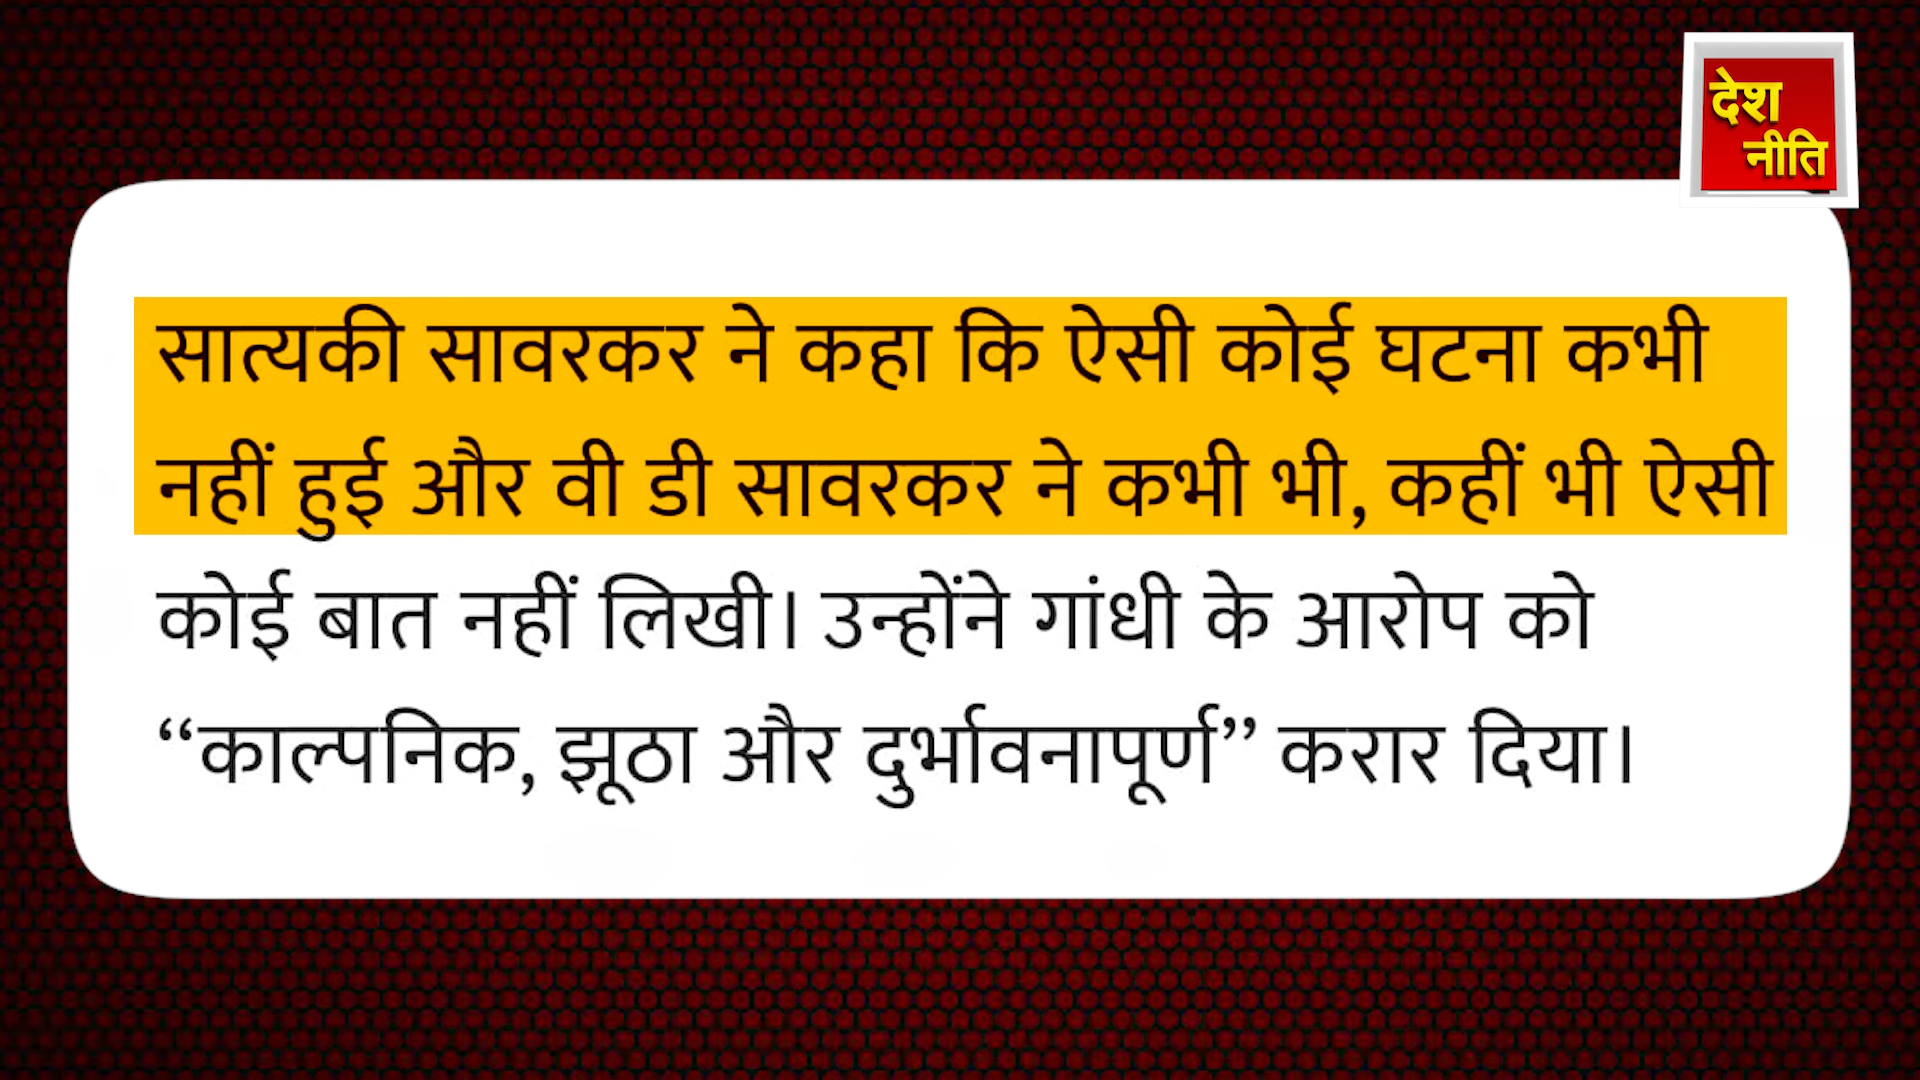 देश
नीति
सात्यकी सावरकर ने कहा कि ऐसी कोई घटना कभी
नहीं हुई और वी डी सावरकर ने कभी भी, कहीं भी ऐसी
कोई बात नहीं लिखी। उन्होंने गांधी के आरोप को
“काल्पनिक, झूठा और दुर्भावनापूर्ण” करार दिया।